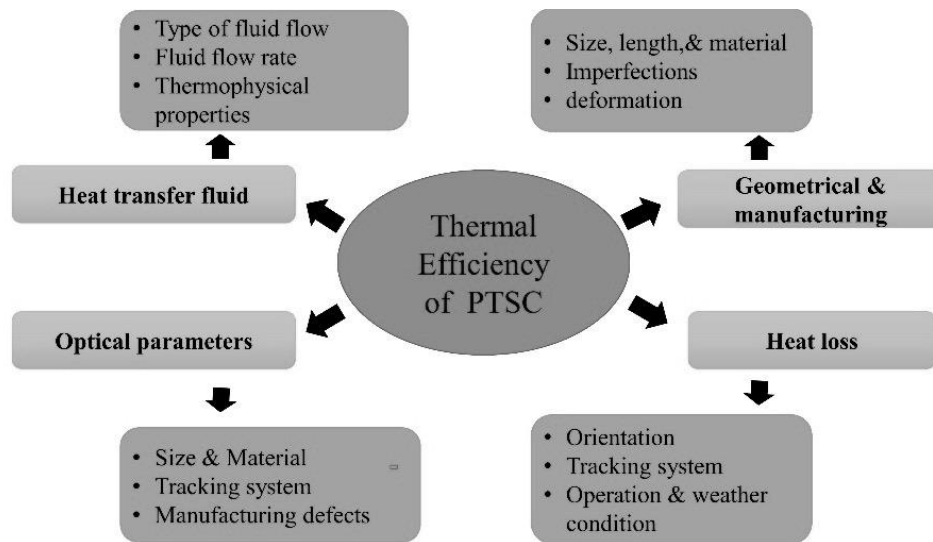 • Type of fluid flow
• Fluid flow rate
• Thermophysical
properties
• Size, length,& material
• Imperfections
• deformation
Heat transfer fluid
Geometrical &
manufacturing
Thermal
Efficiency
of PTSC
Optical parameters
Heat loss
• Size & Material
• Tracking system
• Manufacturing defects
• Orientation
• Tracking system
• Operation & weather
condition